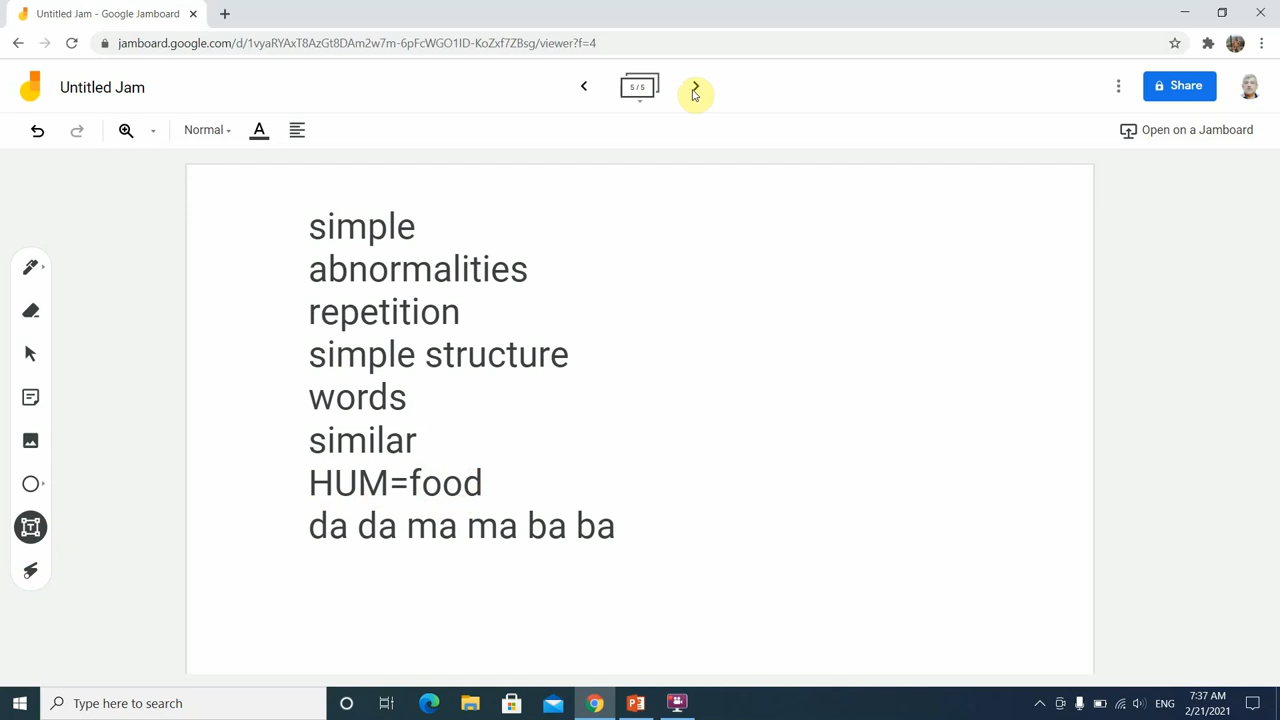 Untitled Jam - Google Jamboard
jamboard.google.com/d/1vyaRYAxT8AzGt8DAm2w7m-6pFcWGO1ID-KoZxf7ZBsg/viewer?f=4
Untitled Jam
5 / 5
Share
Normal
A
Open on a Jamboard
simple
abnormalities
repetition
simple structure
words
similar
HUM=food
da da ma ma ba ba
Type here to search
ENG
7:37 AM
2/21/2021